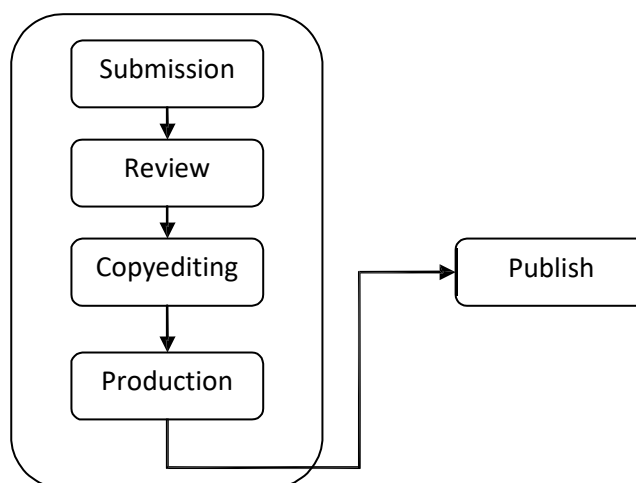 Submission
Review
Copyediting
Production
Publish